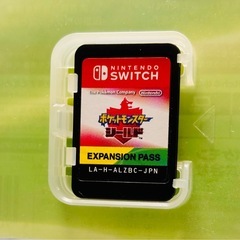 NINTENDO
SWITCH
The Pokémon Company Nintendo
ポケットモンスター
シールド
EXPANSION PASS
LA-H-ALZBC-JPN